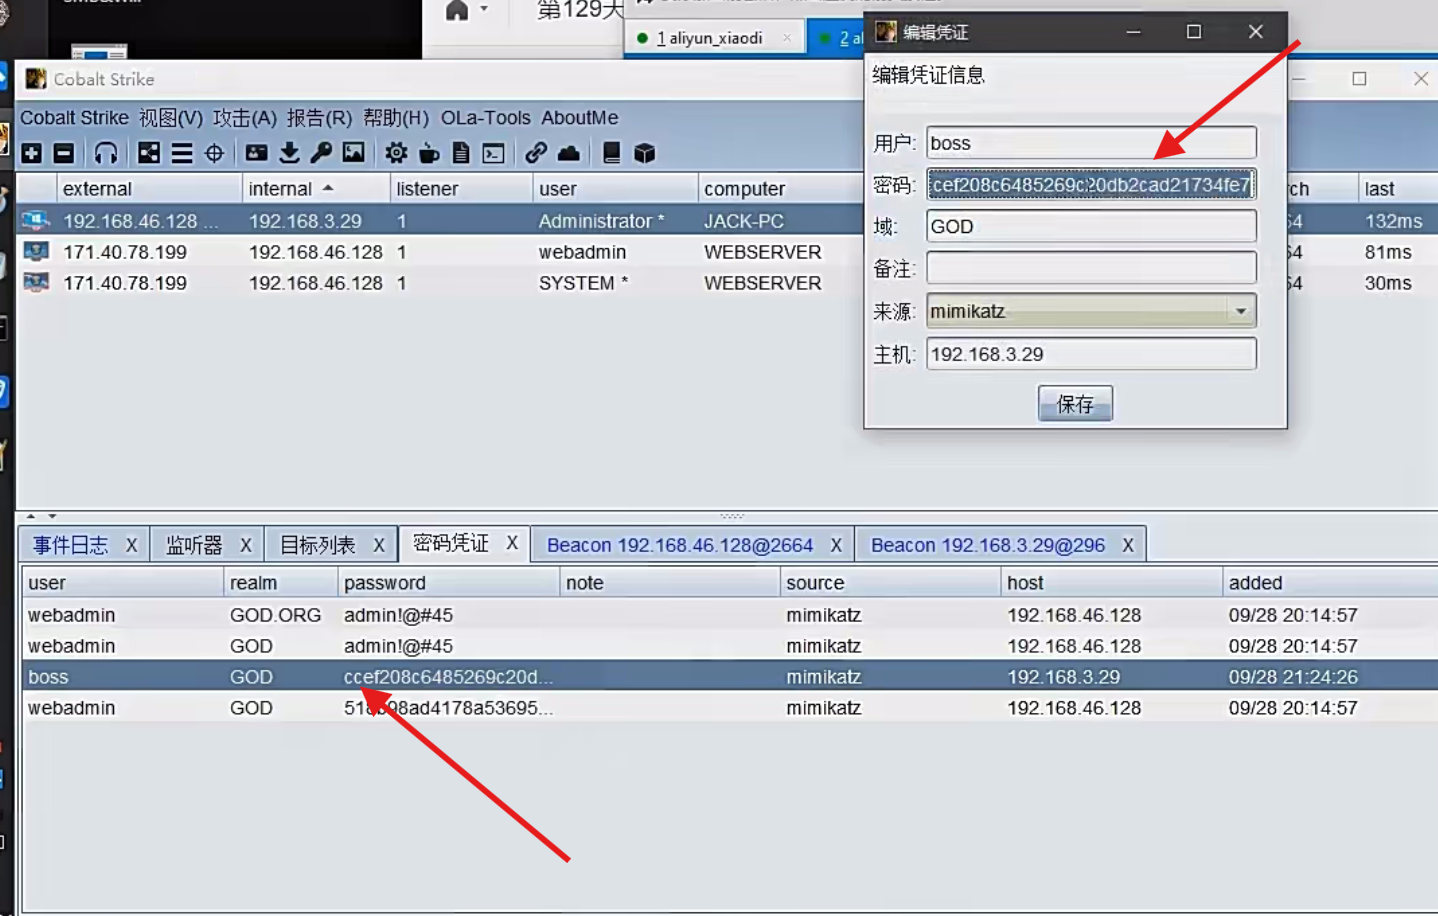 第129天
1 aliyun_xiaodi
2 al
编辑凭证
Cobalt Strike
编辑凭证信息
Cobalt Strike 视图(V) 攻击(A) 报告(R) 帮助(H) OLa-Tools AboutMe
用户: boss
密码: cef208c6485269c20db2cad21734fe7
域: GOD
备注:
来源: mimikatz
主机: 192.168.3.29
保存
external internal listener user computer rch last
192.168.46.128 ... 192.168.3.29 1 Administrator * JACK-PC 64 132ms
171.40.78.199 192.168.46.128 1 webadmin WEBSERVER 64 81ms
171.40.78.199 192.168.46.128 1 SYSTEM * WEBSERVER 64 30ms
事件日志 X 监听器 X 目标列表 X 密码凭证 X Beacon 192.168.46.128@2664 X Beacon 192.168.3.29@296 X
user realm password note source host added
webadmin GOD.ORG admin!@#45 mimikatz 192.168.46.128 09/28 20:14:57
webadmin GOD admin!@#45 mimikatz 192.168.46.128 09/28 20:14:57
boss GOD ccef208c6485269c20d... mimikatz 192.168.3.29 09/28 21:24:26
webadmin GOD 518b98ad4178a53695... mimikatz 192.168.46.128 09/28 20:14:57